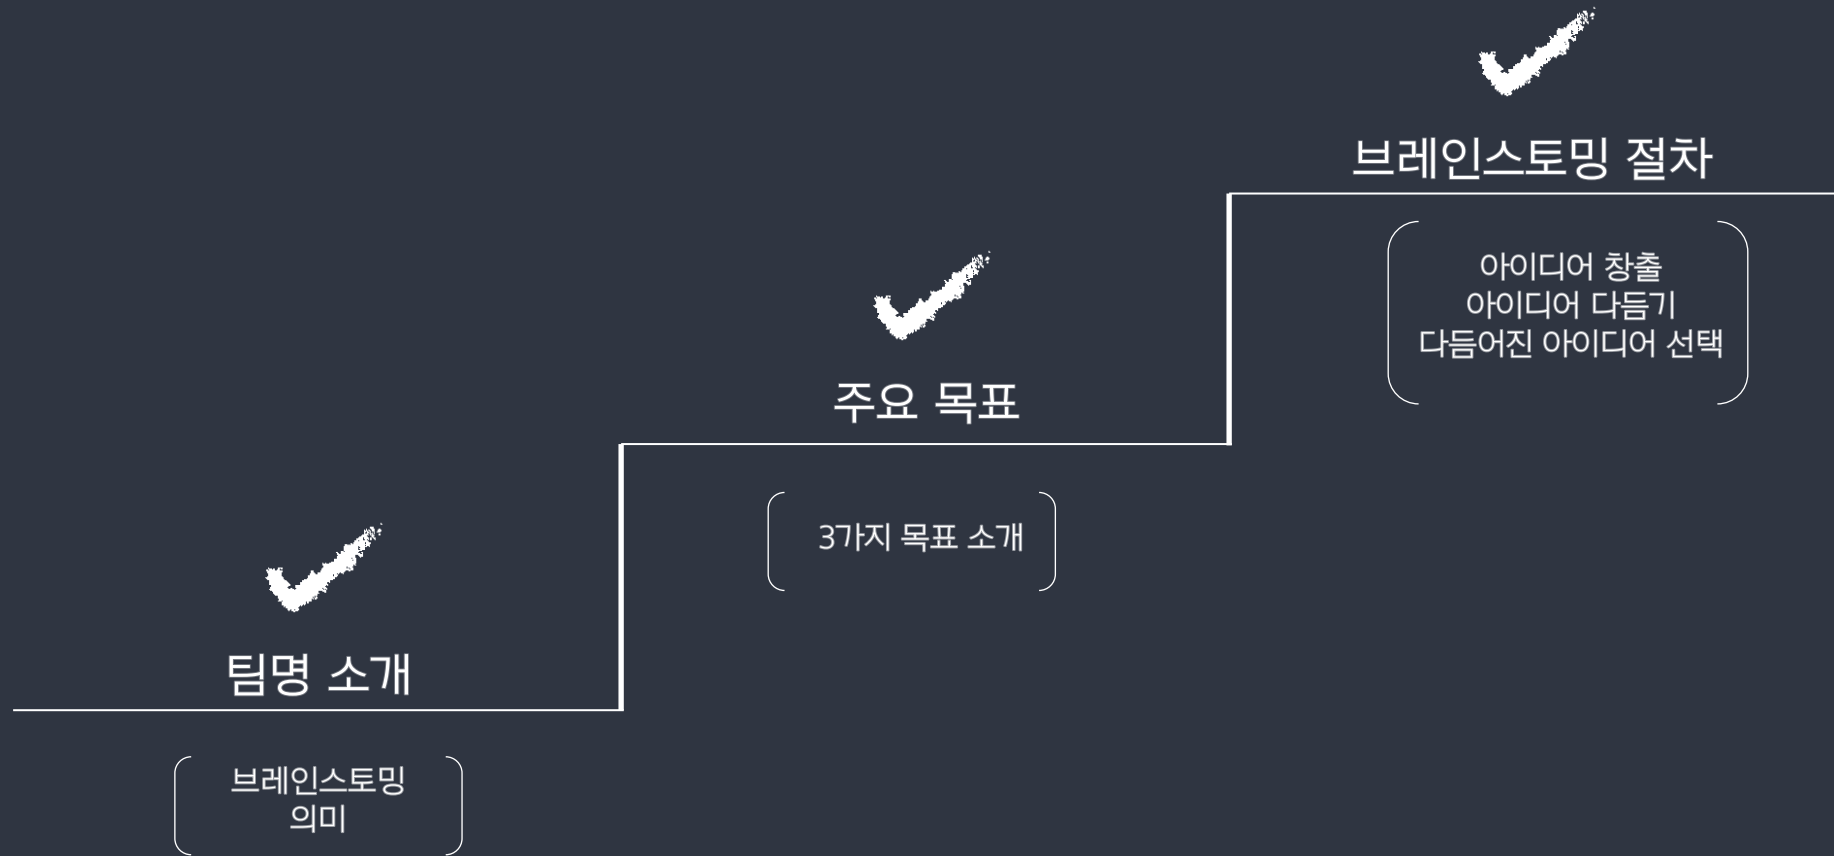 브레인스토밍 절차
아이디어 창출
아이디어 다듬기
다듬어진 아이디어 선택
주요 목표
3가지 목표 소개
팀명 소개
브레인스토밍
의미